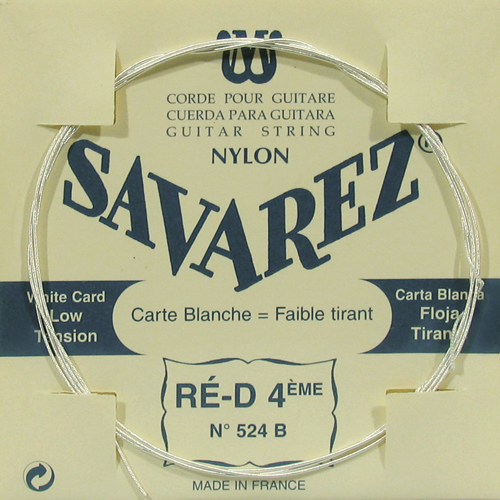 CORDE POUR GUITARE
CUERDA PARA GUITARA
GUITAR STRING
NYLON
SAVAREZ®
White Card
Low
Tension
Carte Blanche = Faible tirant
Carta Blanca
Floja
Tirant
RÉ-D 4ÈME
N° 524 B
MADE IN FRANCE